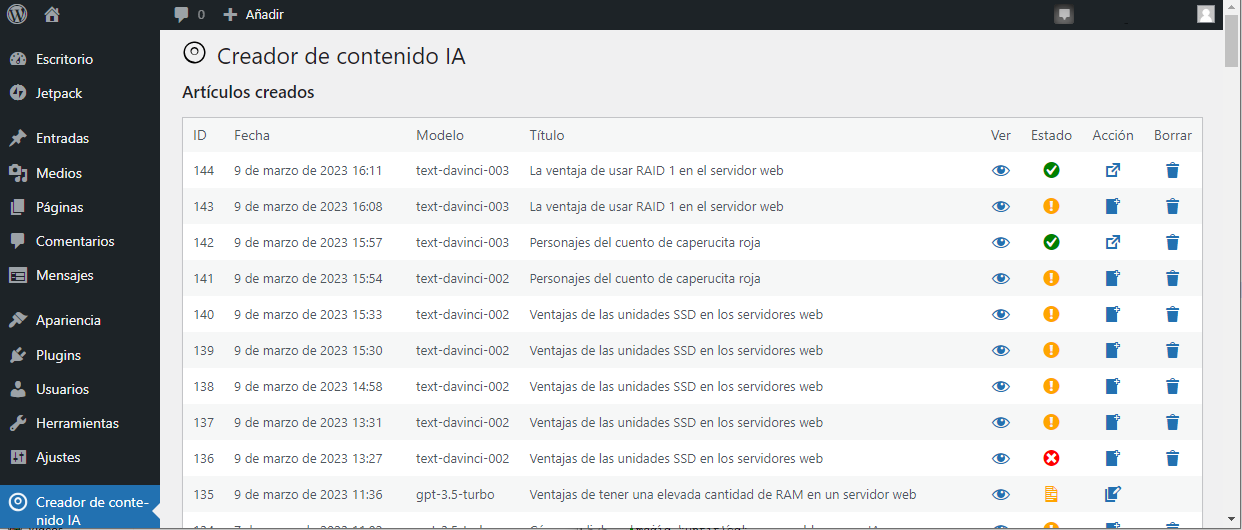 0 Añadir
Escritorio
Jetpack
Entradas
Medios
Páginas
Comentarios
Mensajes
Apariencia
Plugins
Usuarios
Herramientas
Ajustes
Creador de conte-
nido IA
Creador de contenido IA
Artículos creados
ID Fecha Modelo Título Ver Estado Acción Borrar
144 9 de marzo de 2023 16:11 text-davinci-003 La ventaja de usar RAID 1 en el servidor web
143 9 de marzo de 2023 16:08 text-davinci-003 La ventaja de usar RAID 1 en el servidor web
142 9 de marzo de 2023 15:57 text-davinci-003 Personajes del cuento de caperucita roja
141 9 de marzo de 2023 15:54 text-davinci-002 Personajes del cuento de caperucita roja
140 9 de marzo de 2023 15:33 text-davinci-002 Ventajas de las unidades SSD en los servidores web
139 9 de marzo de 2023 15:30 text-davinci-002 Ventajas de las unidades SSD en los servidores web
138 9 de marzo de 2023 14:58 text-davinci-002 Ventajas de las unidades SSD en los servidores web
137 9 de marzo de 2023 13:31 text-davinci-002 Ventajas de las unidades SSD en los servidores web
136 9 de marzo de 2023 13:27 text-davinci-002 Ventajas de las unidades SSD en los servidores web
135 9 de marzo de 2023 11:36 gpt-3.5-turbo Ventajas de tener una elevada cantidad de RAM en un servidor web